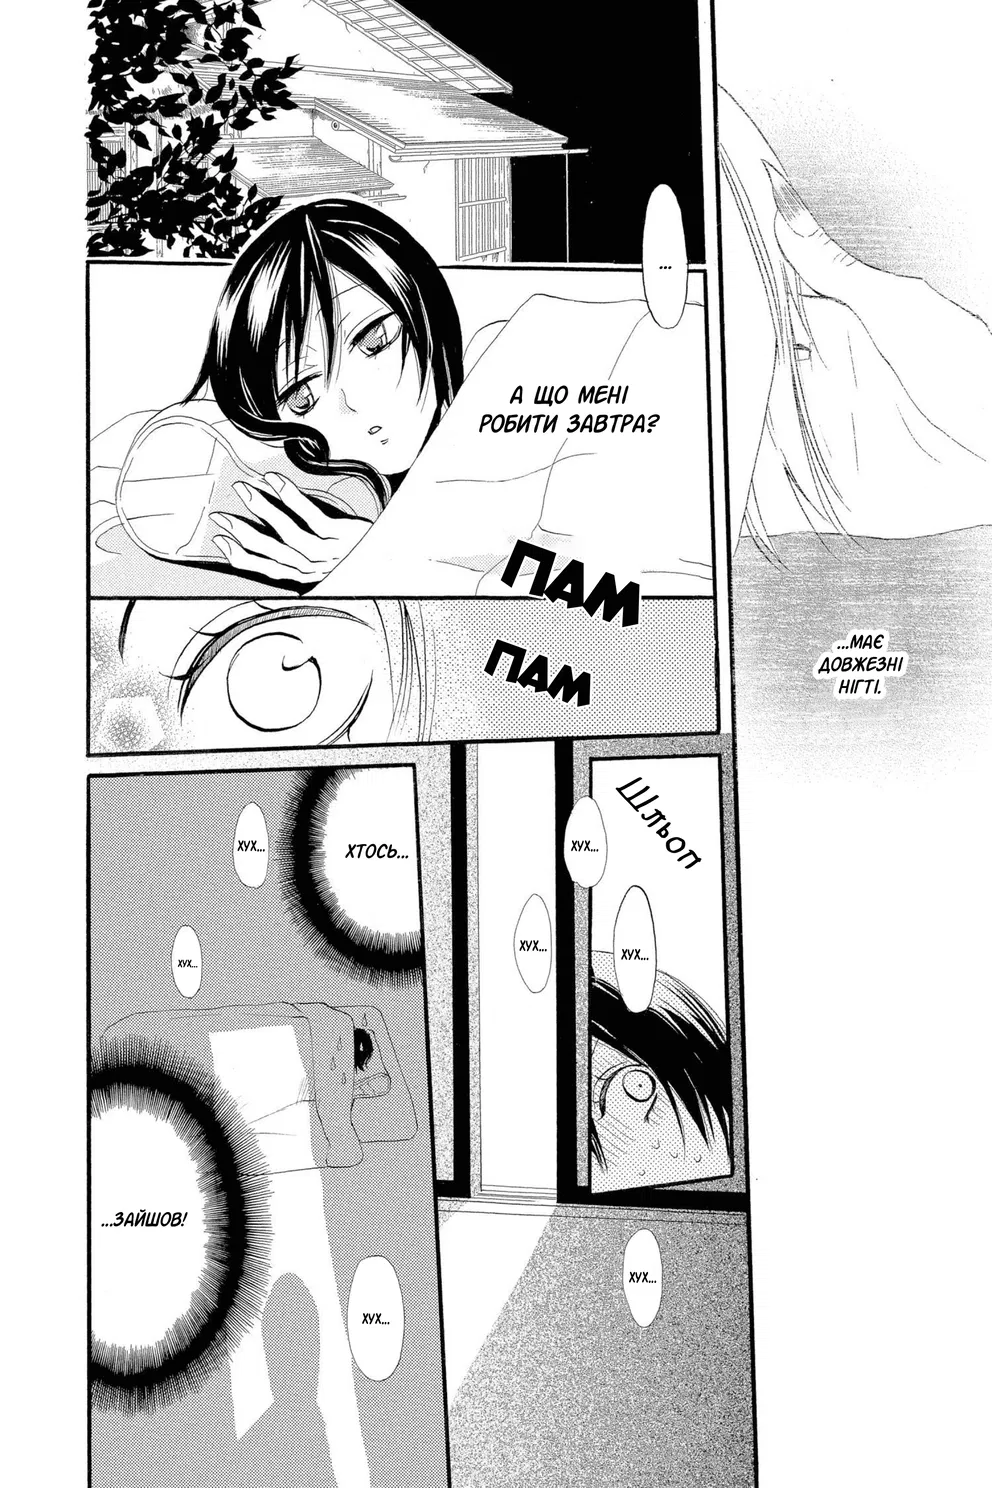 ...МАЄ
ДОВЖЕЗНІ
НІГТІ.
...
А ЩО МЕНІ
РОБИТИ ЗАВТРА?
ПАМ
ПАМ
ШЛЬОП
ХУХ...
ХУХ...
ХУХ...
ХТОСЬ...
ХУХ...
ХУХ...
...ЗАЙШОВ!
ХУХ...
ХУХ...